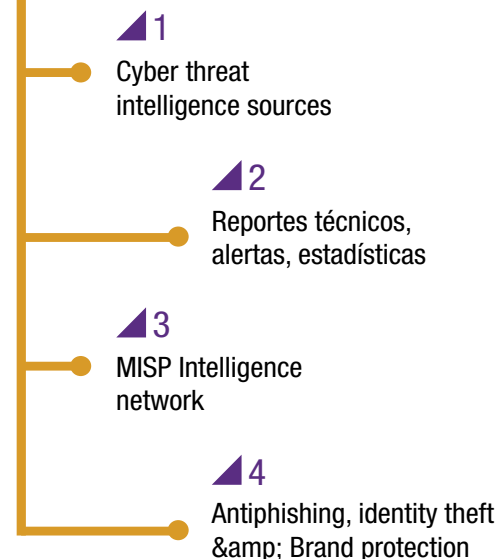 1
Cyber threat
intelligence sources
2
Reportes técnicos,
alertas, estadísticas
3
MISP Intelligence
network
4
Antiphishing, identity theft
&amp; Brand protection